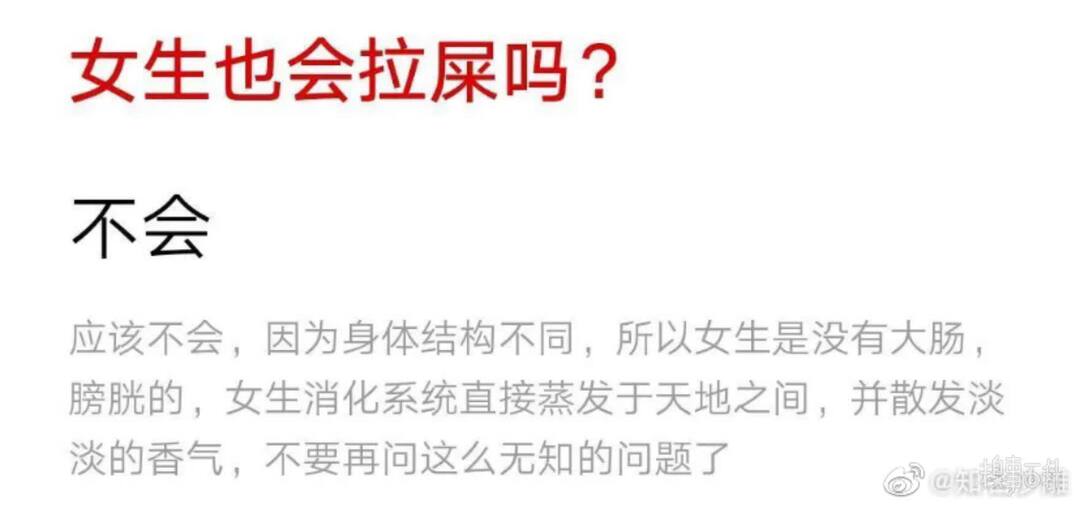 女生也会拉屎吗？
不会
应该不会，因为身体结构不同，所以女生是没有大肠，
膀胱的，女生消化系统直接蒸发于天地之间，并散发淡
淡的香气，不要再问这么无知的问题了